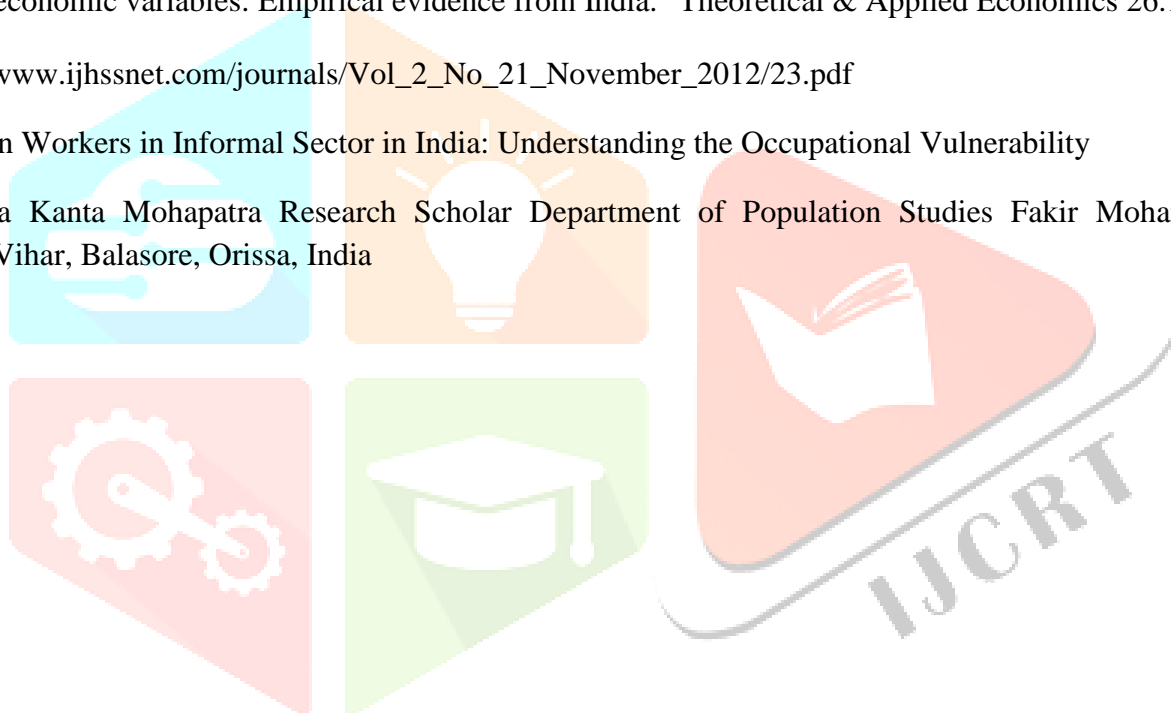 economic variables: Empirical evidence from India." Theoretical & Applied Economics 26.
www.ijhssnet.com/journals/Vol_2_No_21_November_2012/23.pdf
n Workers in Informal Sector in India: Understanding the Occupational Vulnerability
a Kanta Mohapatra Research Scholar Department of Population Studies Fakir Moha
Vihar, Balasore, Orissa, India
IJCRT